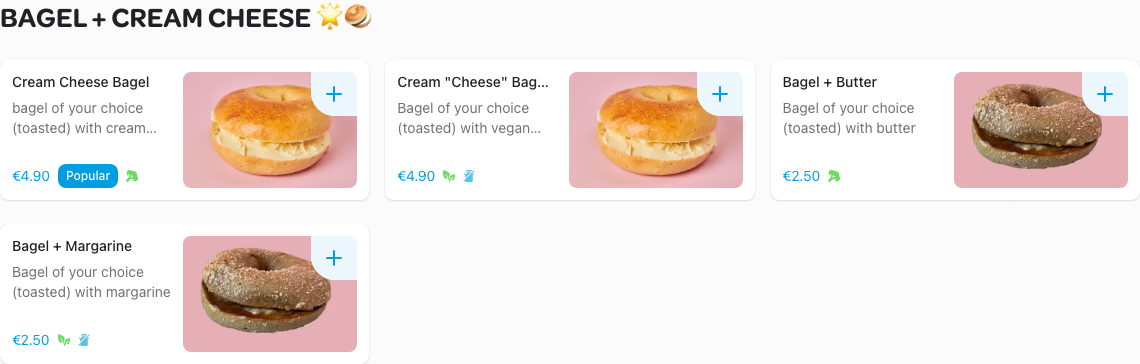 BAGEL + CREAM CHEESE 🌟🥯
Cream Cheese Bagel
bagel of your choice
(toasted) with cream...
€4.90 Popular
Cream "Cheese" Bag...
Bagel of your choice
(toasted) with vegan...
€4.90
Bagel + Butter
Bagel of your choice
(toasted) with butter
€2.50
Bagel + Margarine
Bagel of your choice
(toasted) with margarine
€2.50